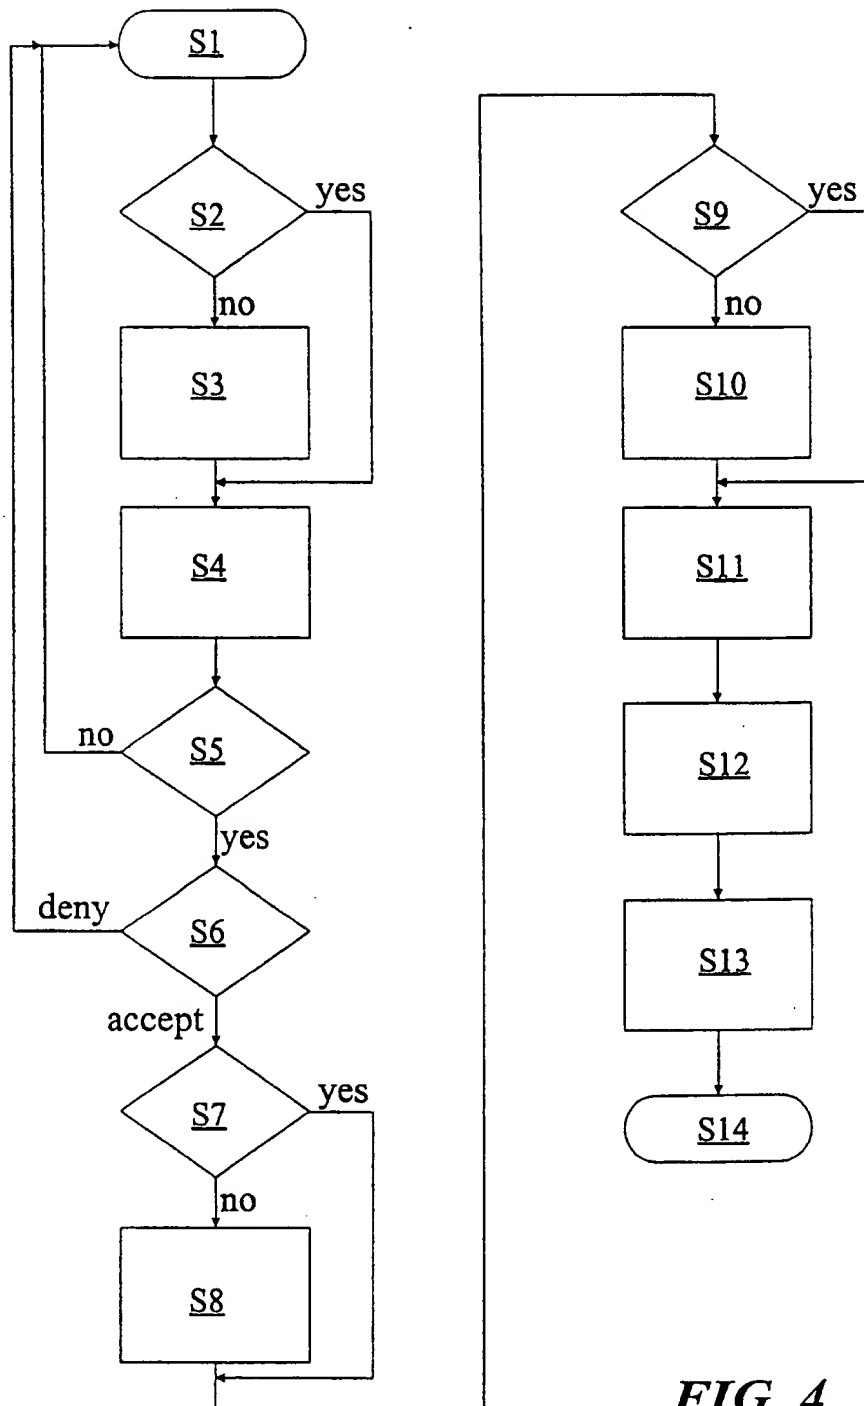 S1
S2
yes
no
S3
S4
S5
no
yes
S6
deny
accept
S7
yes
no
S8
S9
yes
no
S10
S11
S12
S13
S14
FIG. 4